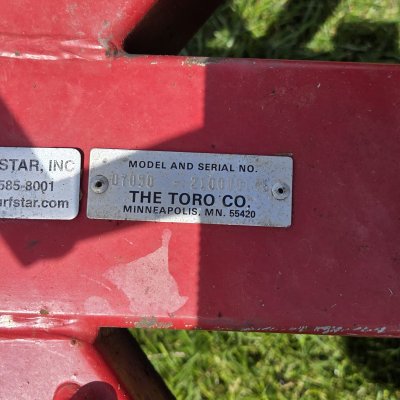 STAR, INC
585-8001
rfstar.com
MODEL AND SERIAL NO.
THE TORO CO.
MINNEAPOLIS, MN. 55420